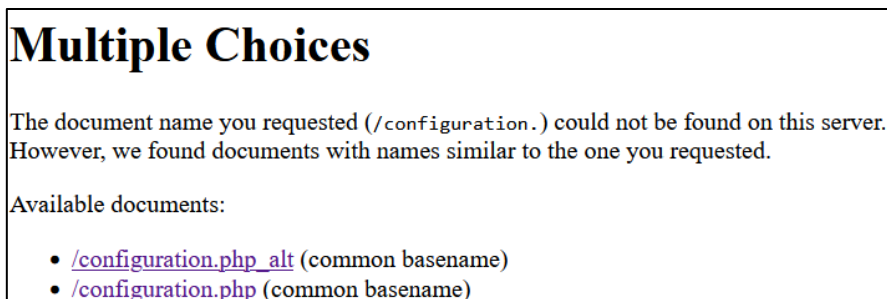 Multiple Choices
The document name you requested (/configuration.) could not be found on this server.
However, we found documents with names similar to the one you requested.
Available documents:
• /configuration.php_alt (common basename)
• /configuration.php (common basename)